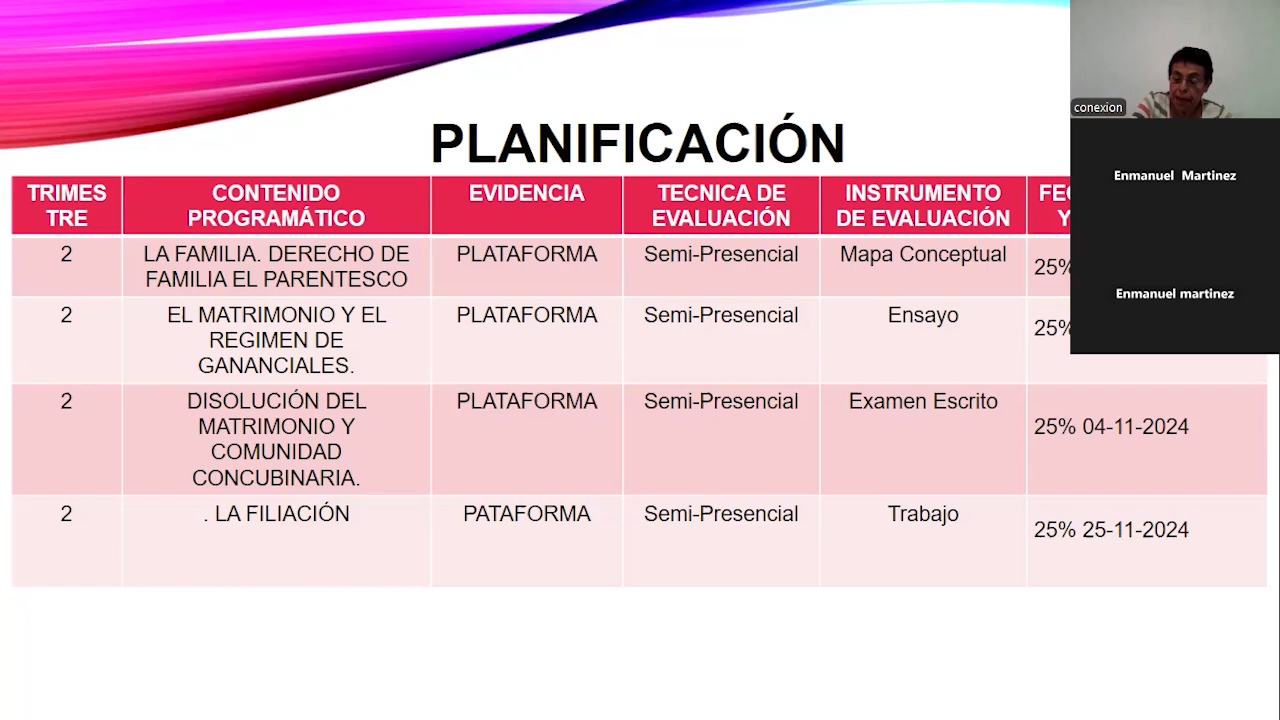 PLANIFICACIÓN
TRIMES
TRE
CONTENIDO
PROGRAMÁTICO
EVIDENCIA
TECNICA DE
EVALUACIÓN
INSTRUMENTO
DE EVALUACIÓN
2
LA FAMILIA. DERECHO DE
FAMILIA EL PARENTESCO
PLATAFORMA
Semi-Presencial
Mapa Conceptual
25%
2
EL MATRIMONIO Y EL
REGIMEN DE
GANANCIALES.
PLATAFORMA
Semi-Presencial
Ensayo
25%
2
DISOLUCIÓN DEL
MATRIMONIO Y
COMUNIDAD
CONCUBINARIA.
PLATAFORMA
Semi-Presencial
Examen Escrito
25% 04-11-2024
2
. LA FILIACIÓN
PATAFORMA
Semi-Presencial
Trabajo
25% 25-11-2024
conexion
Enmanuel Martinez
Enmanuel martinez